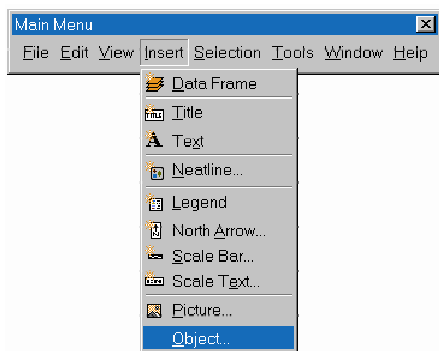 Main Menu
File Edit View Insert Selection Tools Window Help
Data Frame
Title
Text
Neatline...
Legend
North Arrow...
Scale Bar...
Scale Text...
Picture...
Object...